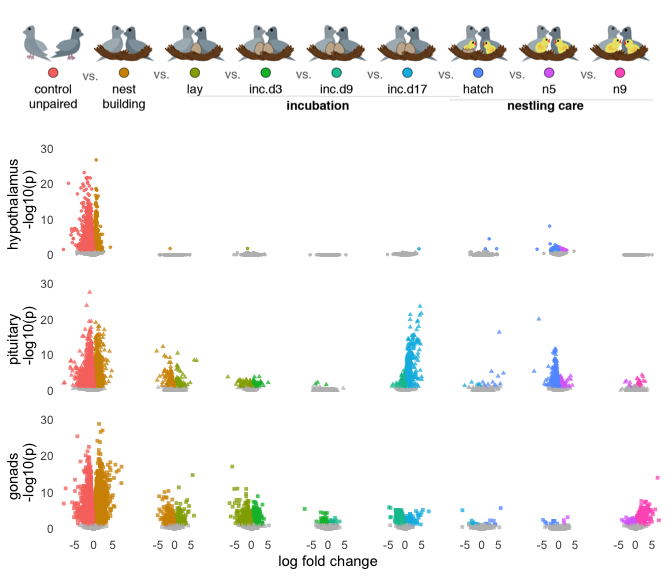 vs. vs. vs. vs. vs. vs. vs. vs.
control unpaired
nest building
lay
inc.d3
inc.d9
inc.d17
hatch
n5
n9
incubation
nestling care
hypothalamus
-log10(p)
30
20
10
0
pituitary
-log10(p)
30
20
10
0
gonads
-log10(p)
30
20
10
0
-5 0 5 -5 0 5 -5 0 5 -5 0 5 -5 0 5 -5 0 5 -5 0 5 -5 0 5
log fold change